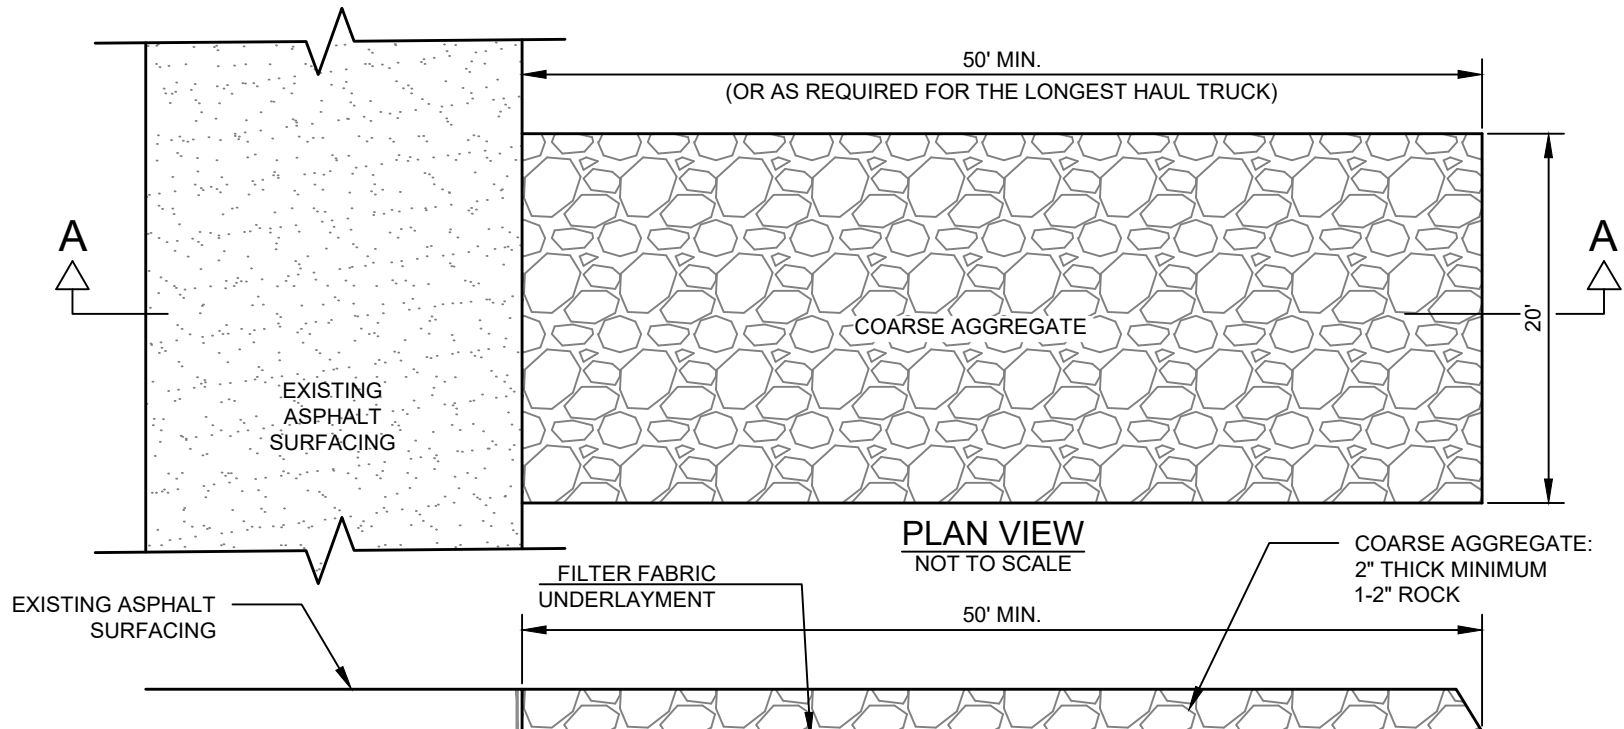 50' MIN.
(OR AS REQUIRED FOR THE LONGEST HAUL TRUCK)
A
A
20'
COARSE AGGREGATE
EXISTING
ASPHALT
SURFACING
PLAN VIEW
NOT TO SCALE
COARSE AGGREGATE:
2" THICK MINIMUM
1-2" ROCK
FILTER FABRIC
UNDERLAYMENT
EXISTING ASPHALT
SURFACING
50' MIN.